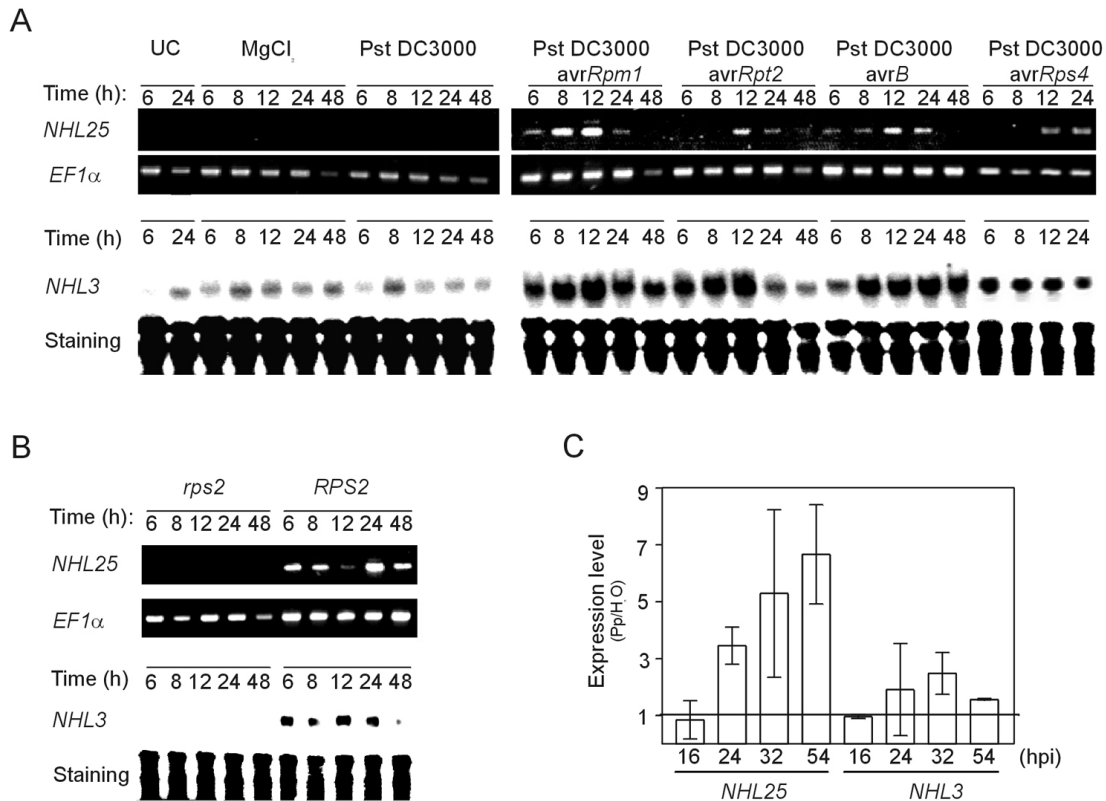 A
UC MgCl2 Pst DC3000 Pst DC3000 avrRpm1 Pst DC3000 avrRpt2 Pst DC3000 avrB Pst DC3000 avrRps4
Time (h): 6 24 6 8 12 24 48 6 8 12 24 48 6 8 12 24 48 6 8 12 24 48 6 8 12 24 48 6 8 12 24
NHL25
EF1α
Time (h) 6 24 6 8 12 24 48 6 8 12 24 48 6 8 12 24 48 6 8 12 24 48 6 8 12 24 48 6 8 12 24
NHL3
Staining
B
rps2 RPS2
Time (h): 6 8 12 24 48 6 8 12 24 48
NHL25
EF1α
Time (h) 6 8 12 24 48 6 8 12 24 48
NHL3
Staining
C
Expression level
(Pp/H2O)
9
7
5
3
1
16 24 32 54 16 24 32 54 (hpi)
NHL25 NHL3